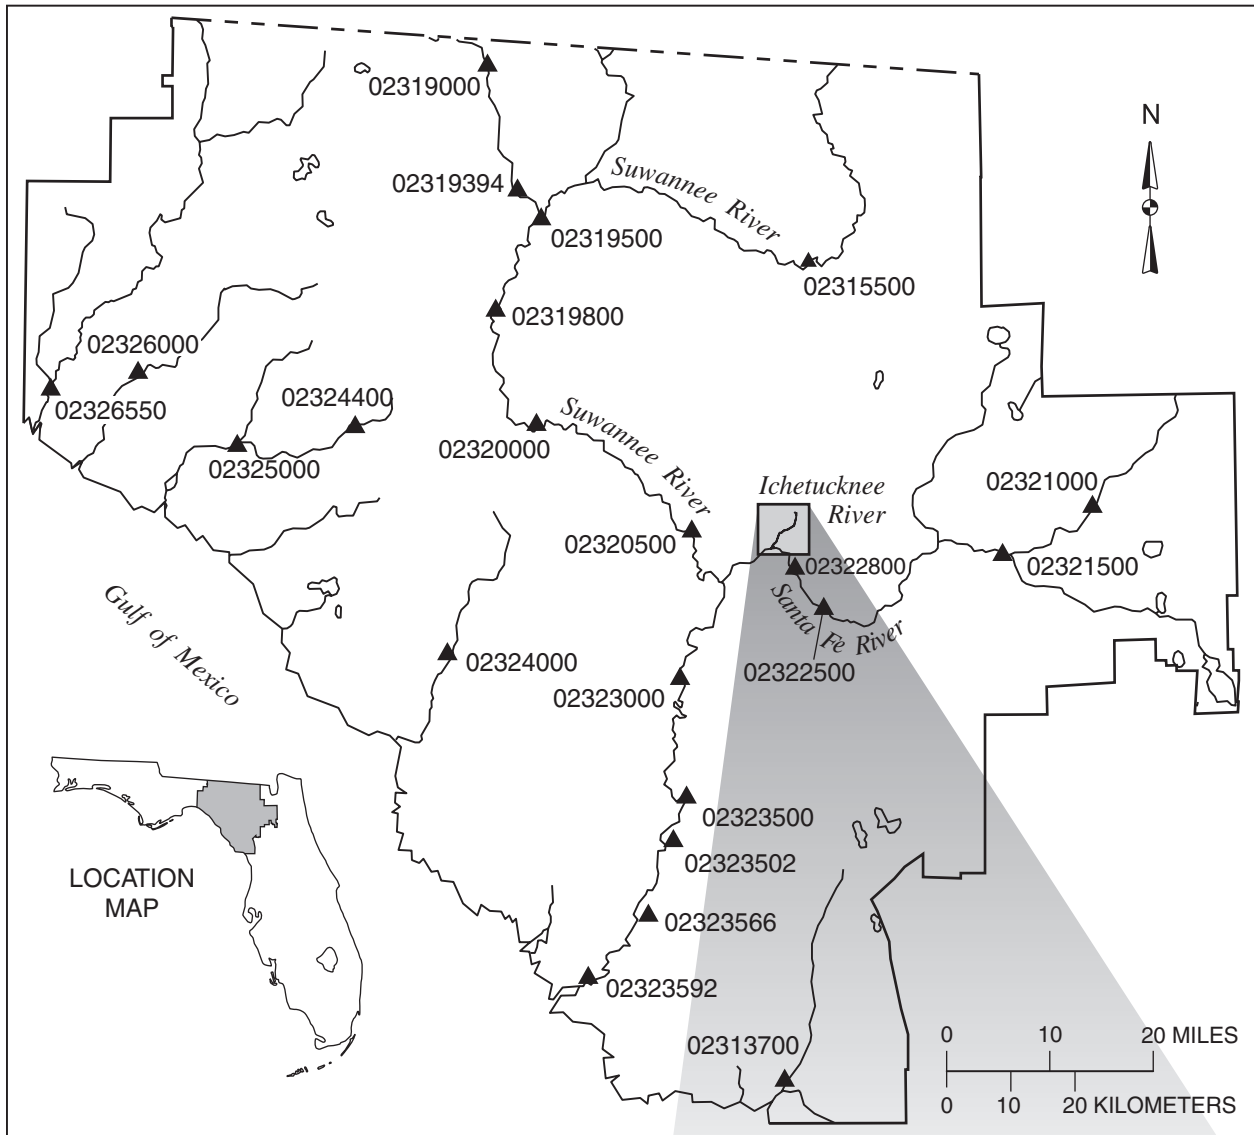 02319000
N
02319394
Suwannee River
02319500
02315500
02319800
02326000
02326550
02324400
02325000
02320000
Suwannee River
02320500
Ichetucknee
River
02321000
02321500
02322800
Santa Fe River
02322500
Gulf of Mexico
02324000
02323000
02323500
02323502
LOCATION
MAP
02323566
02323592
02313700
0 10 20 MILES
0 10 20 KILOMETERS